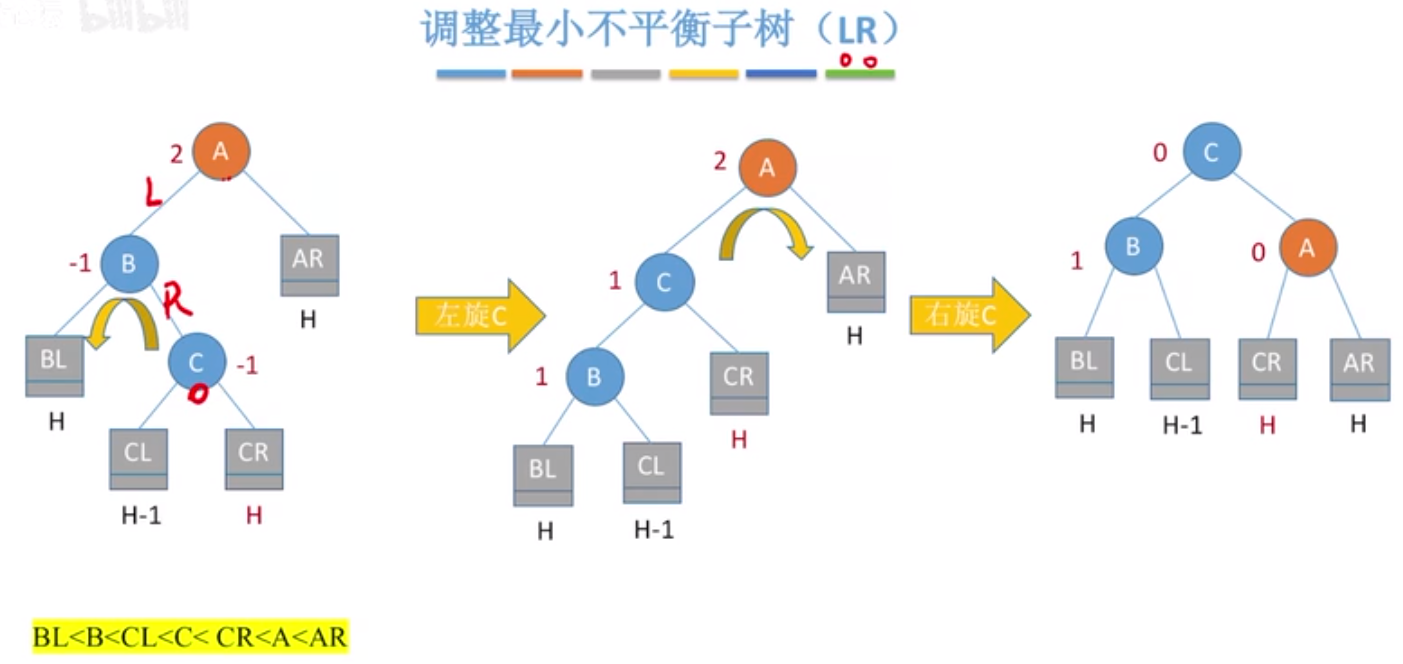 bilibili
调整最小不平衡子树（LR）
2 A
L
-1 B
AR
H
R
BL
H
C -1
CL
H-1
CR
H
左旋C
2 A
1 C
AR
H
1 B
CR
H
BL
H
CL
H-1
右旋C
0 C
1 B
0 A
BL
H
CL
H-1
CR
H
AR
H
BL<B<CL<C< CR<A<AR